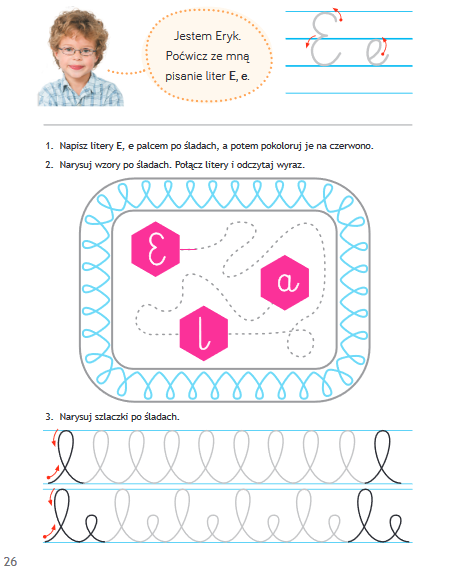 Jestem Eryk.
Poćwicz ze mną
pisanie liter E, e.
E e
1. Napisz litery E, e palcem po śladach, a potem pokoloruj je na czerwono.
2. Narysuj wzory po śladach. Połącz litery i odczytaj wyraz.
E
a
l
3. Narysuj szlaczki po śladach.
26